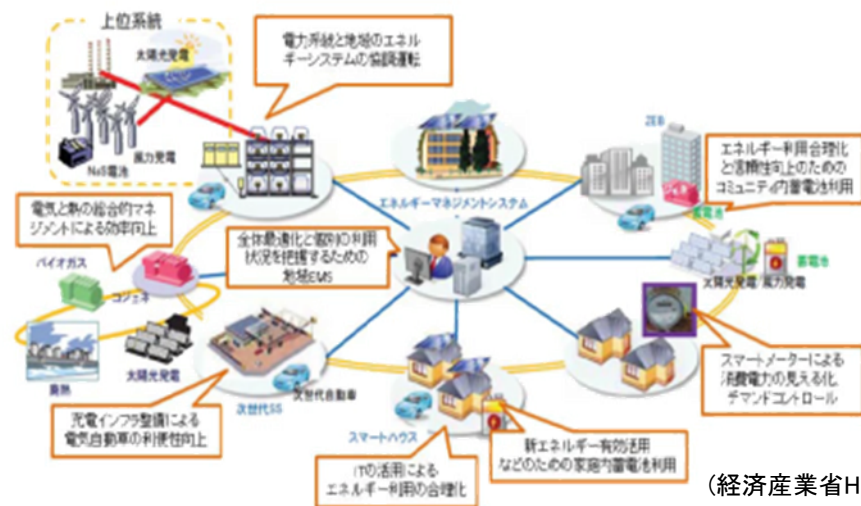 上位系統
太陽光発電
風力発電
NaS電池
電力系統と地域のエネル
ギーシステムの協調運転
ZEB
エネルギー利用合理化
と信頼性向上のための
コミュニティ内蓄電池利用
蓄電池
エネルギーマネジメントシステム
電気と熱の総合的マネ
ジメントによる効率向上
全体最適化と個別の利用
状況を把握するための
地域EMS
バイオガス
コジェネ
太陽光発電/風力発電
蓄電池
太陽光発電
次世代SS
次世代自動車
スマートメーターによる
消費電力の見える化、
デマンドコントロール
充電インフラ整備による
電気自動車の利便性向上
スマートハウス
ITの活用による
エネルギー利用の合理化
新エネルギー有効活用
などのための家庭内蓄電池利用
(経済産業省H